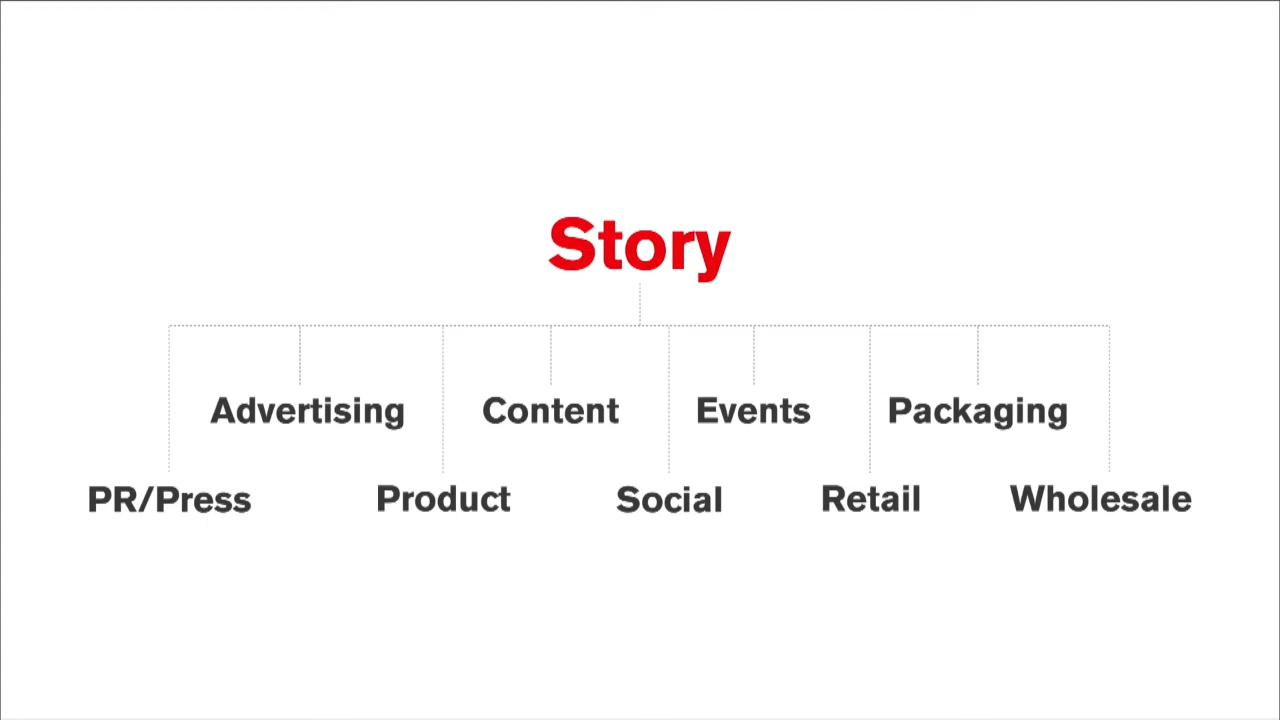 Story
Advertising Content Events Packaging
PR/Press Product Social Retail Wholesale